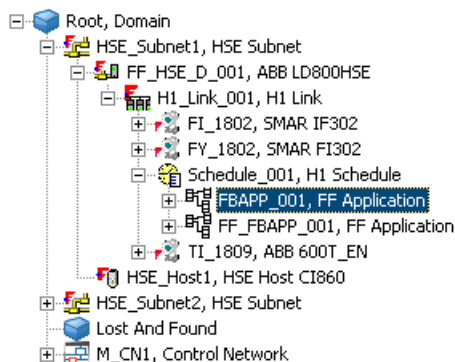 Root, Domain
HSE_Subnet1, HSE Subnet
FF_HSE_D_001, ABB LD800HSE
H1_Link_001, H1 Link
FI_1802, SMAR IF302
FY_1802, SMAR FI302
Schedule_001, H1 Schedule
FBAPP_001, FF Application
FF_FBAPP_001, FF Application
TI_1809, ABB 600T_EN
HSE_Host1, HSE Host CI860
HSE_Subnet2, HSE Subnet
Lost And Found
M_CN1, Control Network